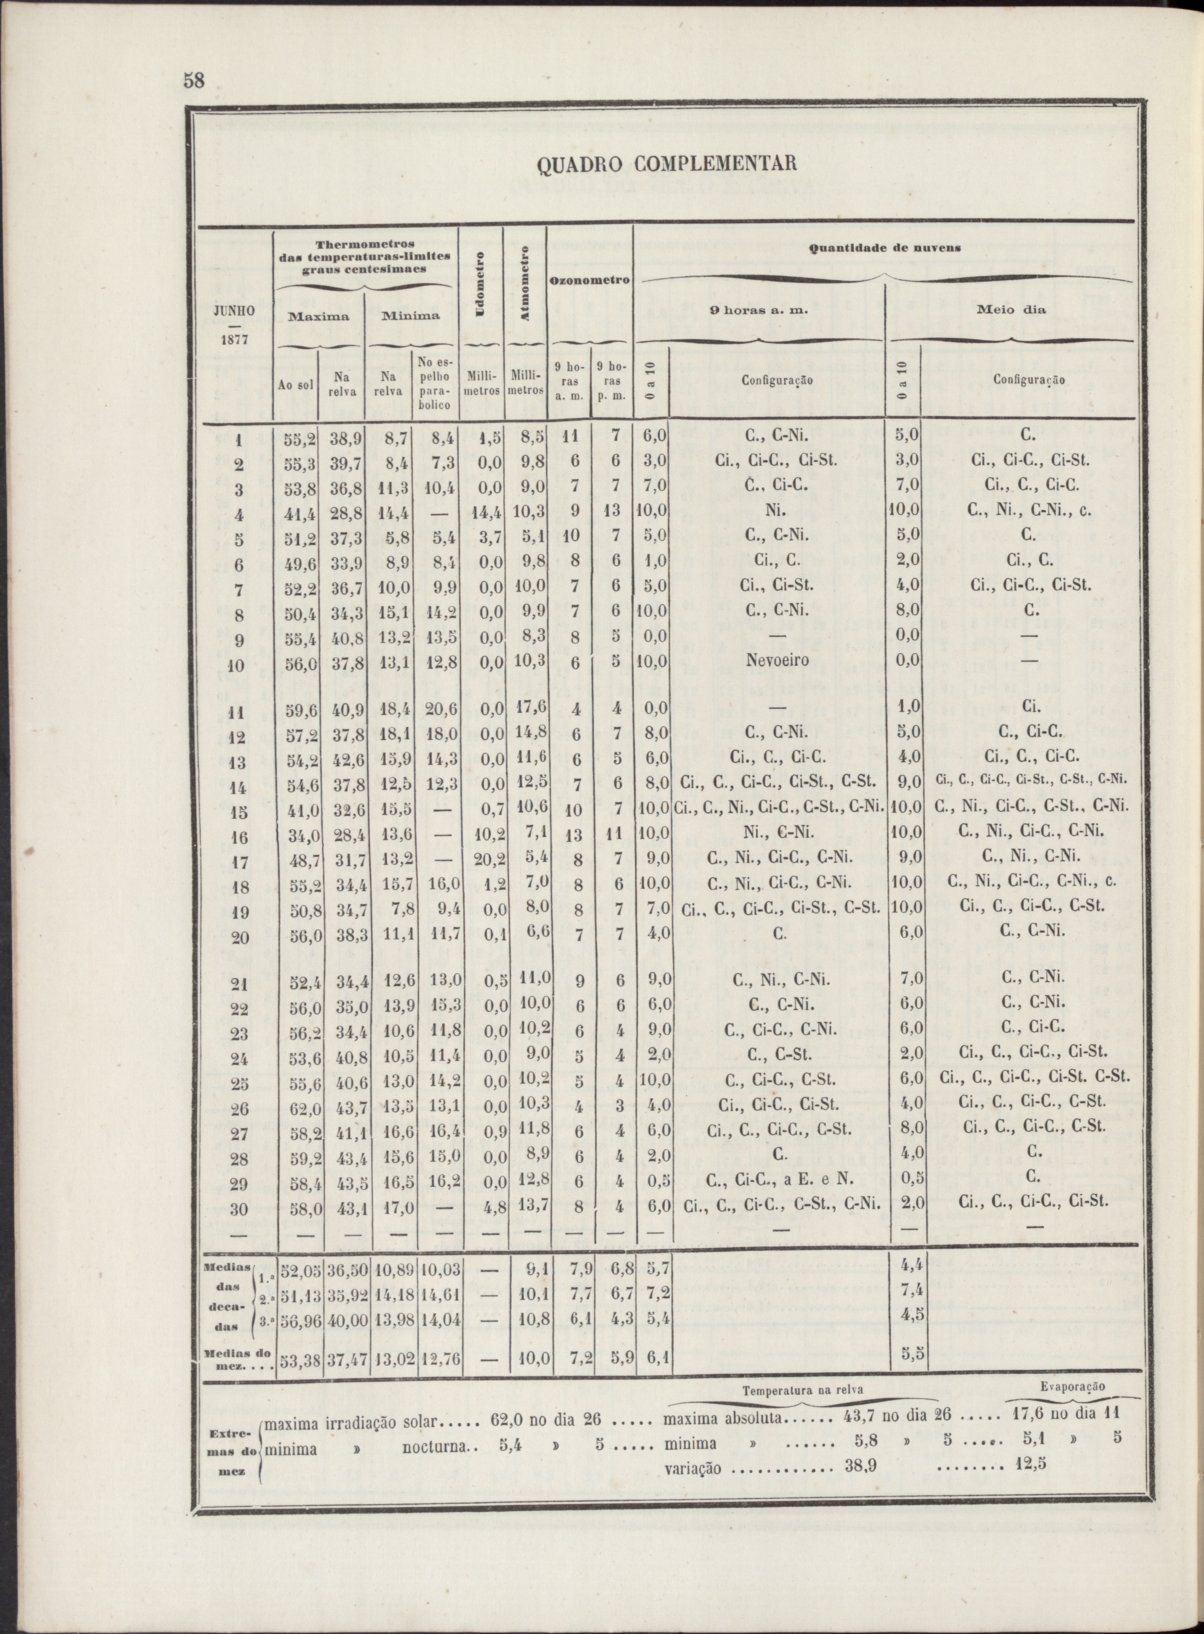 58
QUADRO COMPLEMENTAR
JUNHO
—
1877
Thermometros
das temperaturas-limites
graus centesimaes
Maxima Minima
Ao sol
Na relva
Na relva
No es-
pelho
para-
bolico
Udometro
Milli-
metros
Atmometro
Milli-
metros
Ozonometro
9 ho-
ras
a. m.
9 ho-
ras
p. m.
Quantidade de nuvens
9 horas a. m. Meio dia
0 a 10 Configuração 0 a 10 Configuração
1 55,2 38,9 8,7 8,4 1,5 8,5 11 7 6,0 C., C-Ni. 5,0 C.
2 55,3 39,7 8,4 7,3 0,0 9,8 6 6 3,0 Ci., Ci-C., Ci-St. 3,0 Ci., Ci-C., Ci-St.
3 53,8 36,8 11,3 10,4 0,0 9,0 7 7 7,0 C., Ci-C. 7,0 Ci., C., Ci-C.
4 41,4 28,8 14,4 — 14,4 10,3 9 13 10,0 Ni. 10,0 C., Ni., C-Ni., c.
5 51,2 37,3 5,8 5,4 3,7 5,1 10 7 5,0 C., C-Ni. 5,0 C.
6 49,6 33,9 8,9 8,4 0,0 9,8 8 6 1,0 Ci., C. 2,0 Ci., C.
7 52,2 36,7 10,0 9,9 0,0 10,0 7 6 5,0 Ci., Ci-St. 4,0 Ci., Ci-C., Ci-St.
8 50,4 34,3 15,1 14,2 0,0 9,9 7 6 10,0 C., C-Ni. 8,0 C.
9 55,4 40,8 13,2 13,5 0,0 8,3 8 5 0,0 — 0,0 —
10 56,0 37,8 13,1 12,8 0,0 10,3 6 5 10,0 Nevoeiro 0,0 —
11 59,6 40,9 18,4 20,6 0,0 17,6 4 4 0,0 — 1,0 Ci.
12 57,2 37,8 18,1 18,0 0,0 14,8 6 7 8,0 C., C-Ni. 5,0 C., Ci-C.
13 54,2 42,6 15,9 14,3 0,0 11,6 6 5 6,0 Ci., C., Ci-C. 4,0 Ci., C., Ci-C.
14 54,6 37,8 12,5 12,3 0,0 12,5 7 6 8,0 Ci., C., Ci-C., Ci-St., C-St. 9,0 Ci., C., Ci-C., Ci-St., C-St., C-Ni.
15 41,0 32,6 15,5 — 0,7 10,6 10 7 10,0 Ci., C., Ni., Ci-C., C-St., C-Ni. 10,0 C., Ni., Ci-C., C-St., C-Ni.
16 34,0 28,4 13,6 — 10,2 7,1 13 11 10,0 Ni., C-Ni. 10,0 C., Ni., Ci-C., C-Ni.
17 48,7 31,7 13,2 — 20,2 5,4 8 7 9,0 C., Ni., Ci-C., C-Ni. 9,0 C., Ni., C-Ni.
18 55,2 34,4 15,7 16,0 1,2 7,0 8 6 10,0 C., Ni., Ci-C., C-Ni. 10,0 C., Ni., Ci-C., C-Ni., c.
19 50,8 34,7 7,8 9,4 0,0 8,0 8 7 7,0 Ci., C., Ci-C., Ci-St., C-St. 10,0 Ci., C., Ci-C., C-St.
20 56,0 38,3 11,1 11,7 0,1 6,6 7 7 4,0 C. 6,0 C., C-Ni.
21 52,4 34,4 12,6 13,0 0,5 11,0 9 6 9,0 C., Ni., C-Ni. 7,0 C., C-Ni.
22 56,0 35,0 13,9 15,3 0,0 10,0 6 6 6,0 C., C-Ni. 6,0 C., C-Ni.
23 56,2 34,4 10,6 11,8 0,0 10,2 6 4 9,0 C., Ci-C., C-Ni. 6,0 C., Ci-C.
24 53,6 40,8 10,5 11,4 0,0 9,0 5 4 2,0 C., C-St. 2,0 Ci., C., Ci-C., Ci-St.
25 55,6 40,6 13,0 14,2 0,0 10,2 5 4 10,0 C., Ci-C., C-St. 6,0 Ci., C., Ci-C., Ci-St. C-St.
26 62,0 43,7 13,5 13,1 0,0 10,3 4 3 4,0 Ci., Ci-C., Ci-St. 4,0 Ci., C., Ci-C., C-St.
27 58,2 41,1 16,6 16,4 0,9 11,8 6 4 6,0 Ci., C., Ci-C., C-St. 8,0 Ci., C., Ci-C., C-St.
28 59,2 43,4 15,6 15,0 0,0 8,9 6 4 2,0 C. 4,0 C.
29 58,4 43,5 16,5 16,2 0,0 12,8 6 4 0,5 C., Ci-C., a E. e N. 0,5 C.
30 58,0 43,1 17,0 — 4,8 13,7 8 4 6,0 Ci., C., Ci-C., C-St., C-Ni. 2,0 Ci., C., Ci-C., Ci-St.
— — — — — — — — — — — — —
Medias das decadas 1.ª 52,05 36,50 10,89 10,03 — 9,1 7,9 6,8 5,7 4,4
2.ª 51,13 35,92 14,18 14,61 — 10,1 7,7 6,7 7,2 7,4
3.ª 56,96 40,00 13,98 14,04 — 10,8 6,1 4,3 5,4 4,5
Medias do mez.... 53,38 37,47 13,02 12,76 — 10,0 7,2 5,9 6,1 5,5
Temperatura na relva Evaporação
Extre-
mas do
mez
maxima irradiação solar..... 62,0 no dia 26 ..... maxima absoluta...... 43,7 no dia 26 ..... 17,6 no dia 11
minima » nocturna.. 5,4 » 5 ..... minima » ...... 5,8 » 5 ..... 5,1 » 5
variação ............ 38,9 ........ 12,5